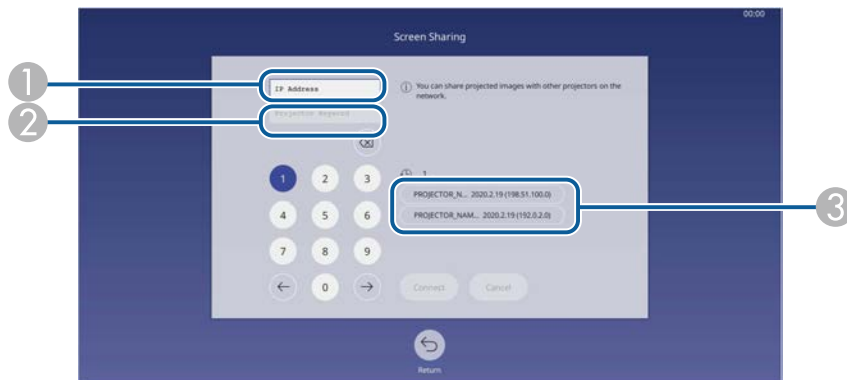 00:00
Screen Sharing
1
IP Address
You can share projected images with other projectors on the
network.
2
Projector Keyword
1
1 2 3
PROJECTOR_N... 2020.2.19 (198.51.100.0)
3
PROJECTOR_NAM... 2020.2.19 (192.0.2.0)
4 5 6
7 8 9
0
Connect Cancel
Return